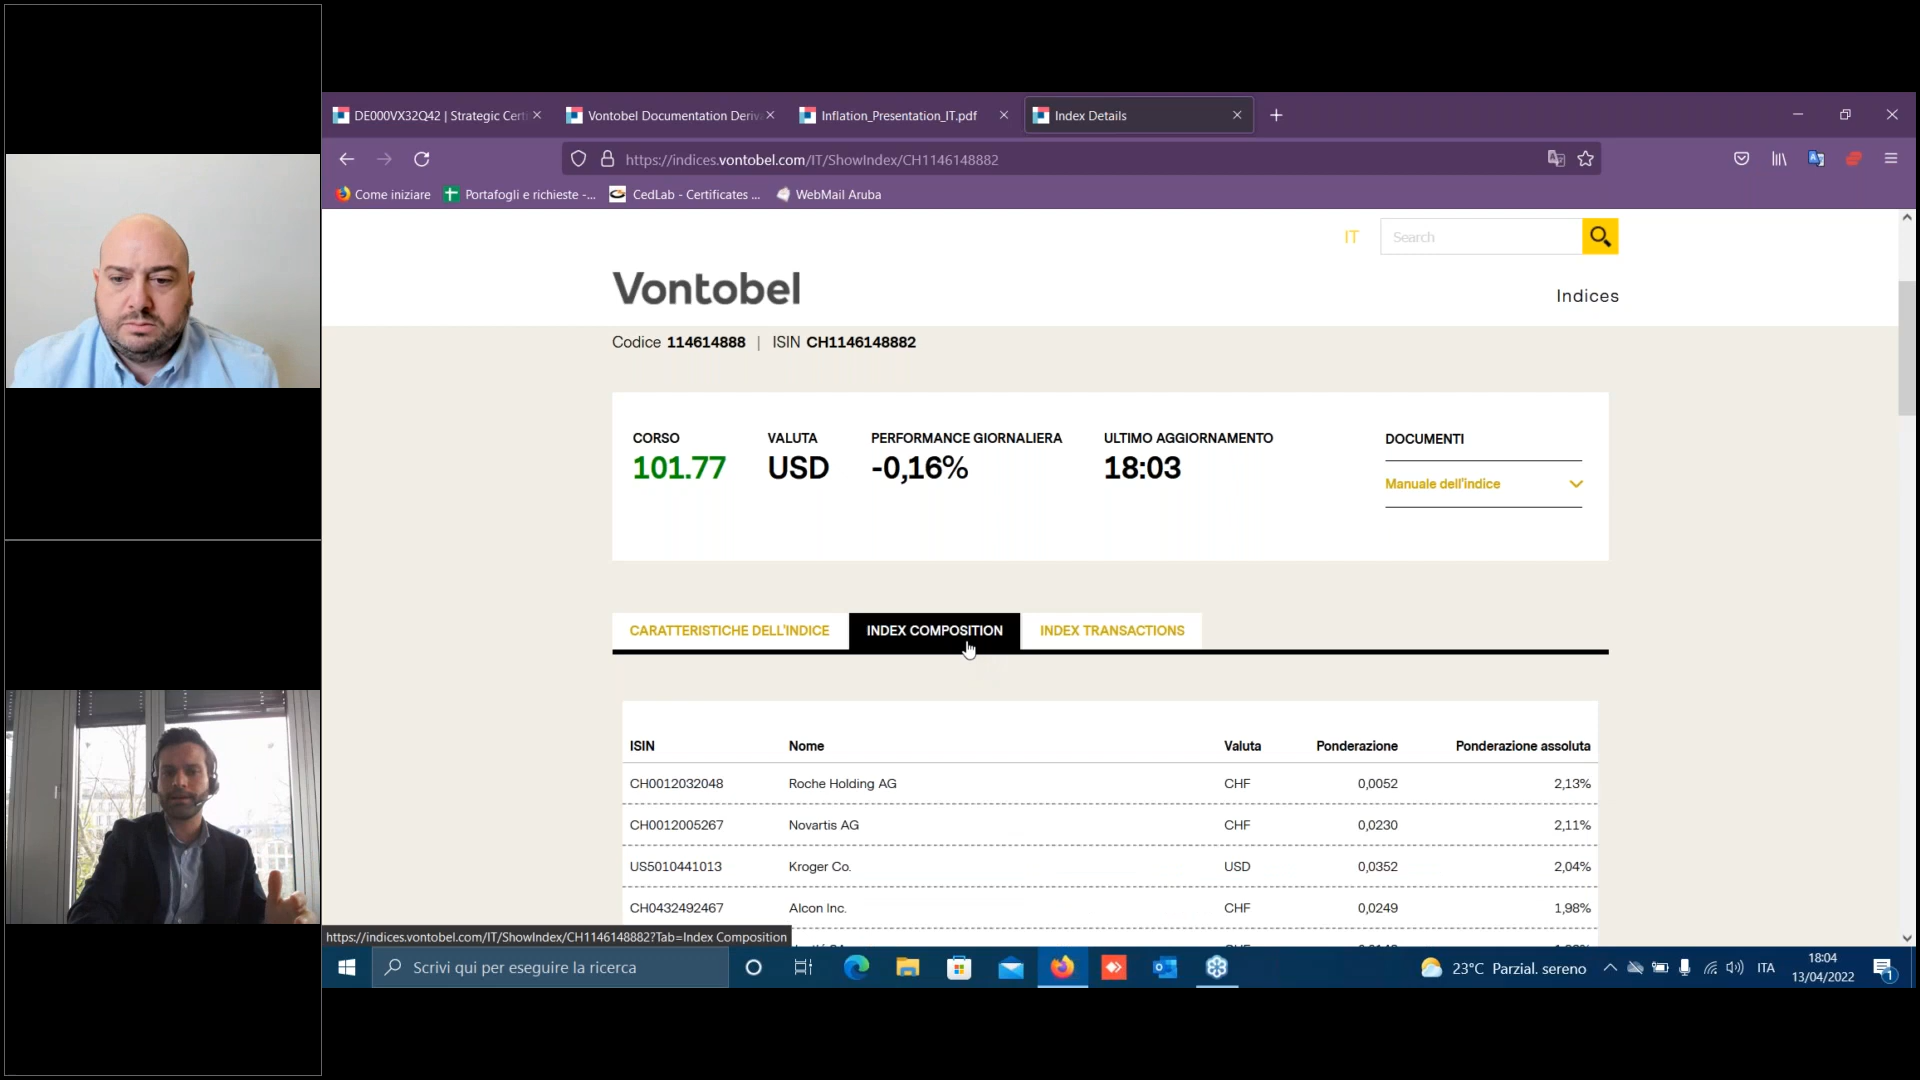 DE000VX32Q42 | Strategic Certi
Vontobel Documentation Deriv
Inflation_Presentation_IT.pdf
Index Details
https://indices.vontobel.com/IT/ShowIndex/CH1146148882
Come iniziare
Portafogli e richieste -...
CedLab - Certificates ...
WebMail Aruba
IT
Search
Vontobel
Indices
Codice 114614888 | ISIN CH1146148882
CORSO VALUTA PERFORMANCE GIORNALIERA ULTIMO AGGIORNAMENTO DOCUMENTI
101.77 USD -0,16% 18:03
Manuale dell'indice
CARATTERISTICHE DELL'INDICE INDEX COMPOSITION INDEX TRANSACTIONS
ISIN Nome Valuta Ponderazione Ponderazione assoluta
CH0012032048 Roche Holding AG CHF 0,0052 2,13%
CH0012005267 Novartis AG CHF 0,0230 2,11%
US5010441013 Kroger Co. USD 0,0352 2,04%
CH0432492467 Alcon Inc. CHF 0,0249 1,98%
https://indices.vontobel.com/IT/ShowIndex/CH1146148882?Tab=Index Composition
Scrivi qui per eseguire la ricerca
23°C Parzial. sereno
ITA
18:04
13/04/2022
1